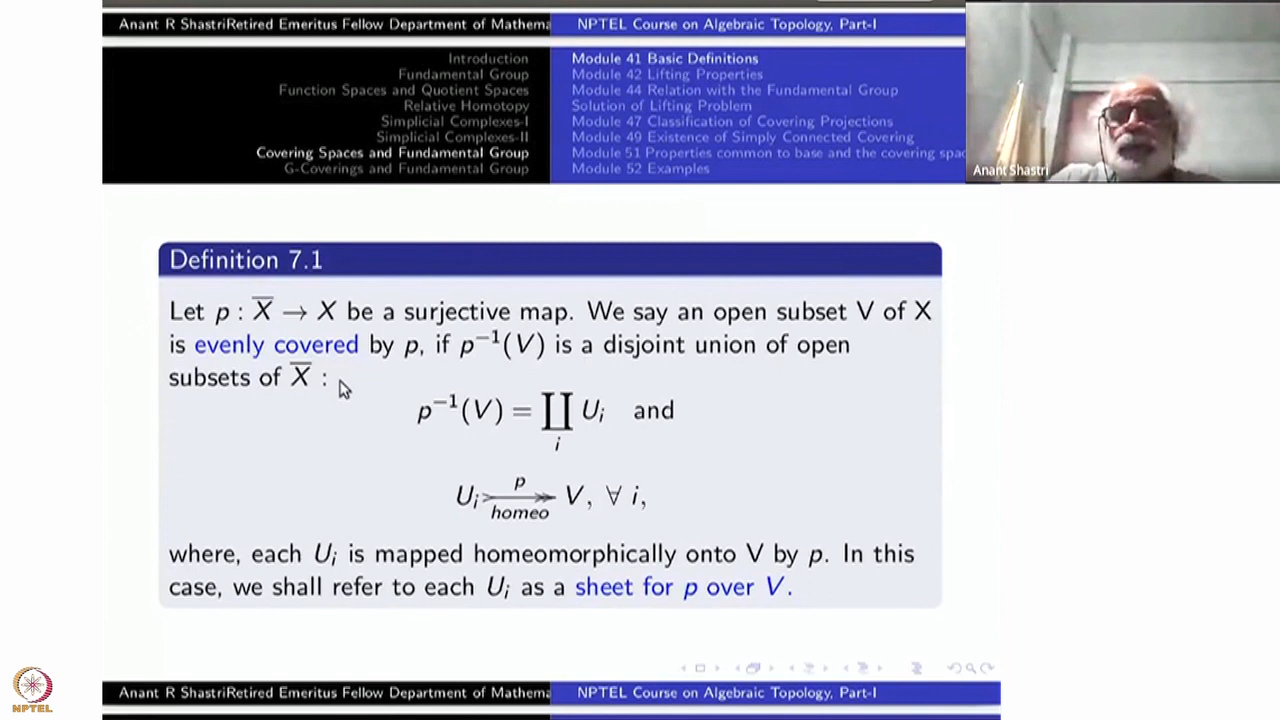 Anant R ShastriRetired Emeritus Fellow Department of Mathema
NPTEL Course on Algebraic Topology, Part-I
Introduction
Fundamental Group
Function Spaces and Quotient Spaces
Relative Homotopy
Simplicial Complexes-I
Simplicial Complexes-II
Covering Spaces and Fundamental Group
G-Coverings and Fundamental Group
Module 41 Basic Definitions
Module 42 Lifting Properties
Module 44 Relation with the Fundamental Group
Solution of Lifting Problem
Module 47 Classification of Covering Projections
Module 49 Existence of Simply Connected Covering
Module 51 Properties common to base and the covering spac
Module 52 Examples
Anant Shastri
Definition 7.1
Let p : X̅ → X be a surjective map. We say an open subset V of X
is evenly covered by p, if p⁻¹(V) is a disjoint union of open
subsets of X̅ :
p⁻¹(V) = ∐ᵢ Uᵢ and
Uᵢ ↣↠ V, ∀ i,
p
homeo
where, each Uᵢ is mapped homeomorphically onto V by p. In this
case, we shall refer to each Uᵢ as a sheet for p over V.
Anant R ShastriRetired Emeritus Fellow Department of Mathema
NPTEL Course on Algebraic Topology, Part-I
NPTEL